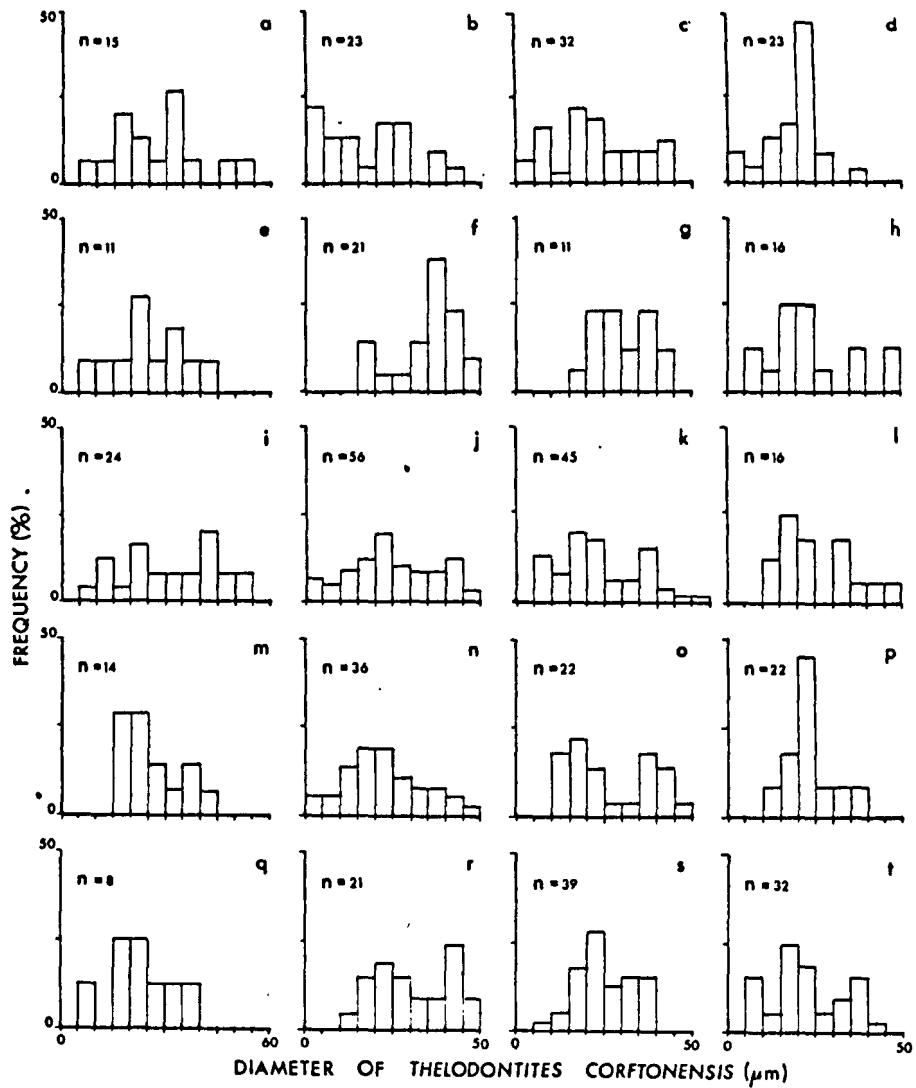 50 a b c d
n=15 n=23 n=32 n=23
0
50 e f g h
n=11 n=21 n=11 n=16
0
50 i j k l
n=24 n=56 n=45 n=16
0
FREQUENCY (%)
50 m n o p
n=14 n=36 n=22 n=22
0
50 q r s t
n=8 n=21 n=39 n=32
0
0 60 0 50 0 50 0 50
DIAMETER OF THELODONTITES CORFTONENSIS (μm)